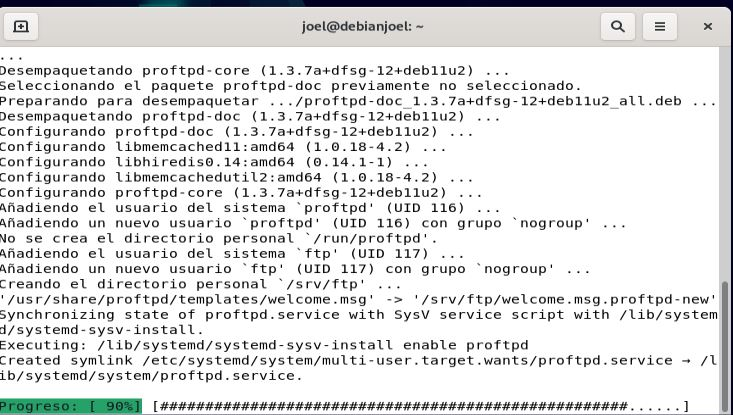 joel@debianjoel: ~
...
Desempaquetando proftpd-core (1.3.7a+dfsg-12+deb11u2) ...
Seleccionando el paquete proftpd-doc previamente no seleccionado.
Preparando para desempaquetar .../proftpd-doc_1.3.7a+dfsg-12+deb11u2_all.deb ...
Desempaquetando proftpd-doc (1.3.7a+dfsg-12+deb11u2) ...
Configurando proftpd-doc (1.3.7a+dfsg-12+deb11u2) ...
Configurando libmemcached11:amd64 (1.0.18-4.2) ...
Configurando libhiredis0.14:amd64 (0.14.1-1) ...
Configurando libmemcachedutil2:amd64 (1.0.18-4.2) ...
Configurando proftpd-core (1.3.7a+dfsg-12+deb11u2) ...
Añadiendo el usuario del sistema `proftpd' (UID 116) ...
Añadiendo un nuevo usuario `proftpd' (UID 116) con grupo `nogroup' ...
No se crea el directorio personal `/run/proftpd'.
Añadiendo el usuario del sistema `ftp' (UID 117) ...
Añadiendo un nuevo usuario `ftp' (UID 117) con grupo `nogroup' ...
Creando el directorio personal `/srv/ftp' ...
'/usr/share/proftpd/templates/welcome.msg' -> '/srv/ftp/welcome.msg.proftpd-new'
Synchronizing state of proftpd.service with SysV service script with /lib/system
d/systemd-sysv-install.
Executing: /lib/systemd/systemd-sysv-install enable proftpd
Created symlink /etc/systemd/system/multi-user.target.wants/proftpd.service → /l
ib/systemd/system/proftpd.service.
Progreso: [ 90%] [####################################################......]